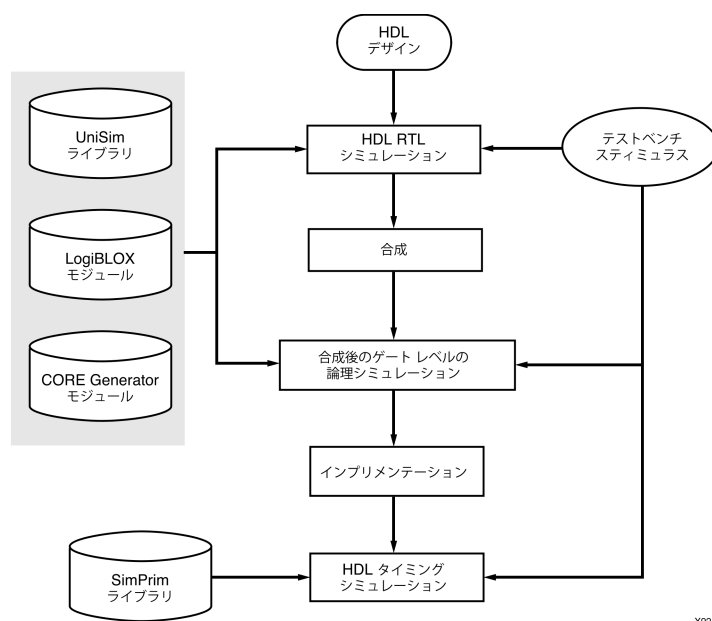 HDL
デザイン
UniSim
ライブラリ
HDL RTL
シミュレーション
テストベンチ
スティミュラス
LogiBLOX
モジュール
合成
CORE Generator
モジュール
合成後のゲート レベルの
論理シミュレーション
インプリメンテーション
SimPrim
ライブラリ
HDL タイミング
シミュレーション